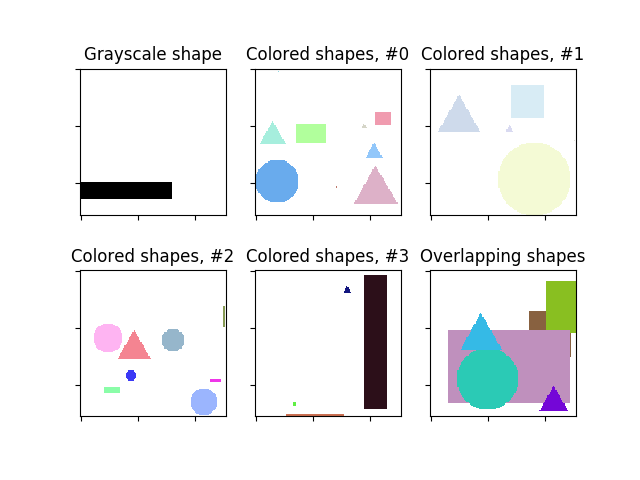 Grayscale shape
Colored shapes, #0
Colored shapes, #1
Colored shapes, #2
Colored shapes, #3
Overlapping shapes